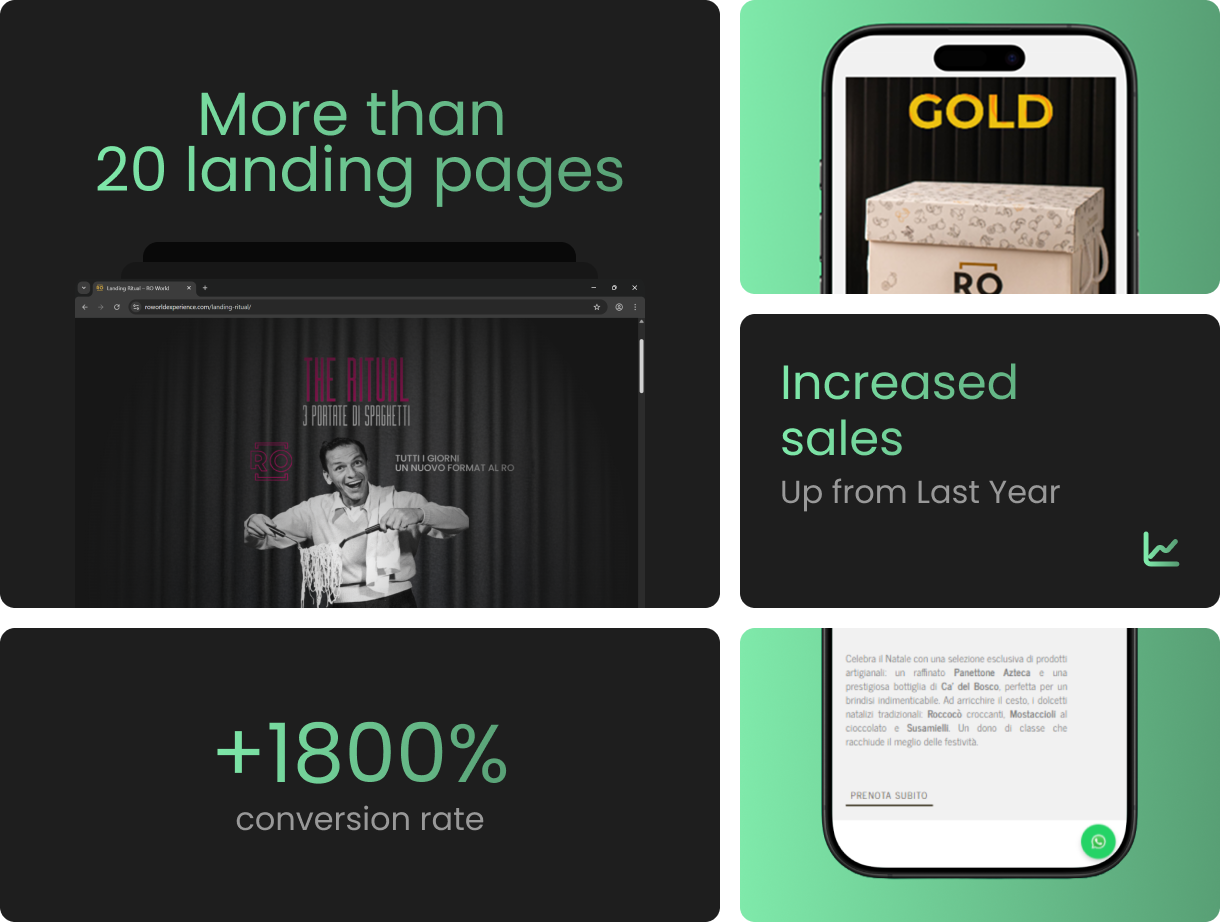 More than
20 landing pages
Landing Ritual – RO World
roworldexperience.com/landing-ritual/
THE RITUAL
3 PORTATE DI SPAGHETTI
RO
TUTTI I GIORNI
UN NUOVO FORMAT AL RO
GOLD
RO
Increased
sales
Up from Last Year
+1800%
conversion rate
Celebra il Natale con una selezione esclusiva di prodotti
artigianali: un raffinato Panettone Azteca e una
prestigiosa bottiglia di Ca' del Bosco, perfetta per un
brindisi indimenticabile. Ad arricchire il cesto, i dolcetti
natalizi tradizionali: Roccocò croccanti, Mostaccioli al
cioccolato e Susamielli. Un dono di classe che
racchiude il meglio delle festività.
PRENOTA SUBITO